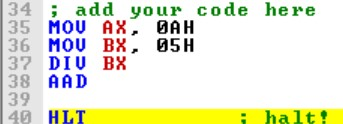 34 ; add your code here
35 MOV AX, 0AH
36 MOV BX, 05H
37 DIV BX
38 AAD
39
40 HLT ; halt!